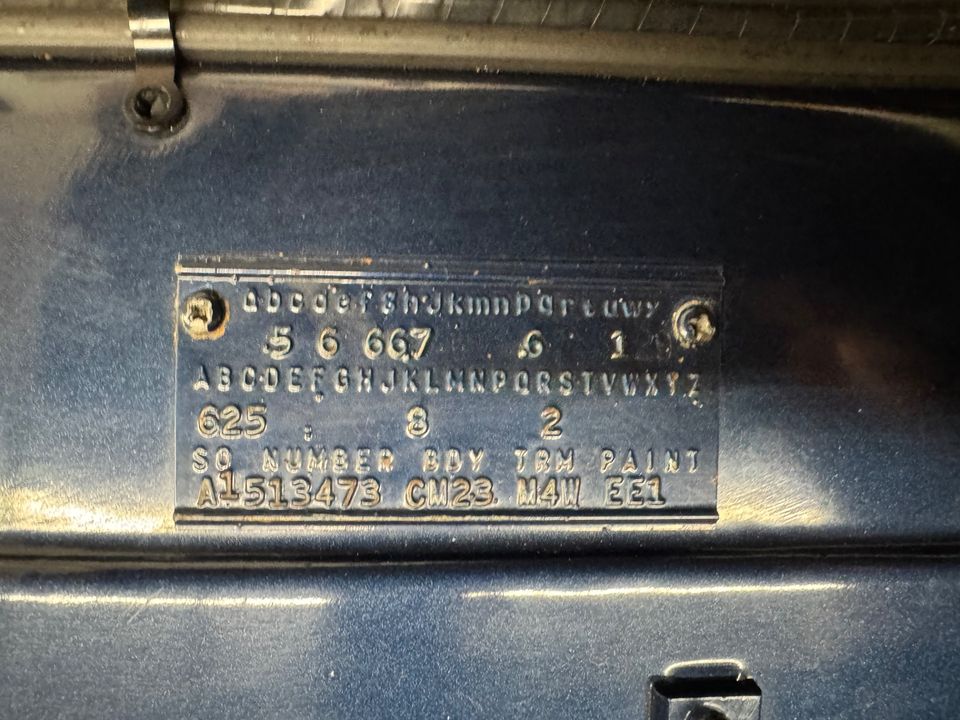 abcdefghJkmnpqrtuwy
5 6 667 6 1
ABCDEFGHJKLMNPQRSTVWXYZ
625 8 2
SO NUMBER BDY TRM PAINT
A1513473 CM23 M4W EE1